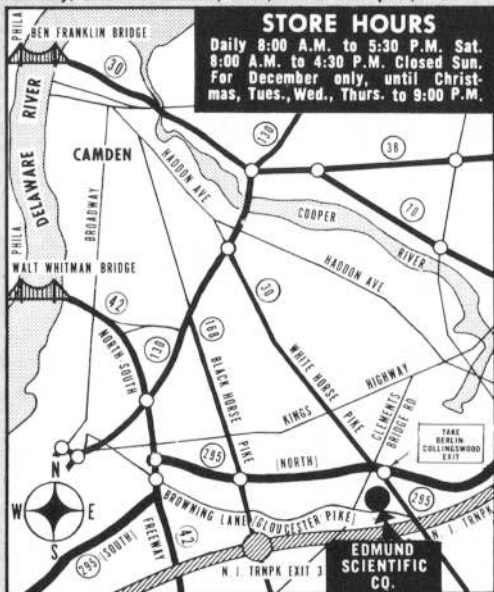 STORE HOURS
Daily 8:00 A.M. to 5:30 P.M. Sat.
8:00 A.M. to 4:30 P.M. Closed Sun.
For December only, until Christ-
mas, Tues., Wed., Thurs. to 9:00 P.M.
PHILA
BEN FRANKLIN BRIDGE
30
130
38
DELAWARE RIVER
CAMDEN
HADDON AVE
BROADWAY
COOPER
RIVER
70
PHILA
HADDON AVE
WALT WHITMAN BRIDGE
42
30
NORTH SOUTH
130
168
BLACK HORSE PIKE
WHITE HORSE PIKE
KINGS HIGHWAY
CLEMENTS
BRIDGE RD
TAKE
BERLIN-
COLLINGSWOOD
EXIT
295
(NORTH)
N
W E
S
BROWNING LANE (GLOUCESTER PIKE)
295
295 (SOUTH)
FREEWAY
42
N. J. TRNPK EXIT 3
N. J. TRNPK
EDMUND
SCIENTIFIC
CO.